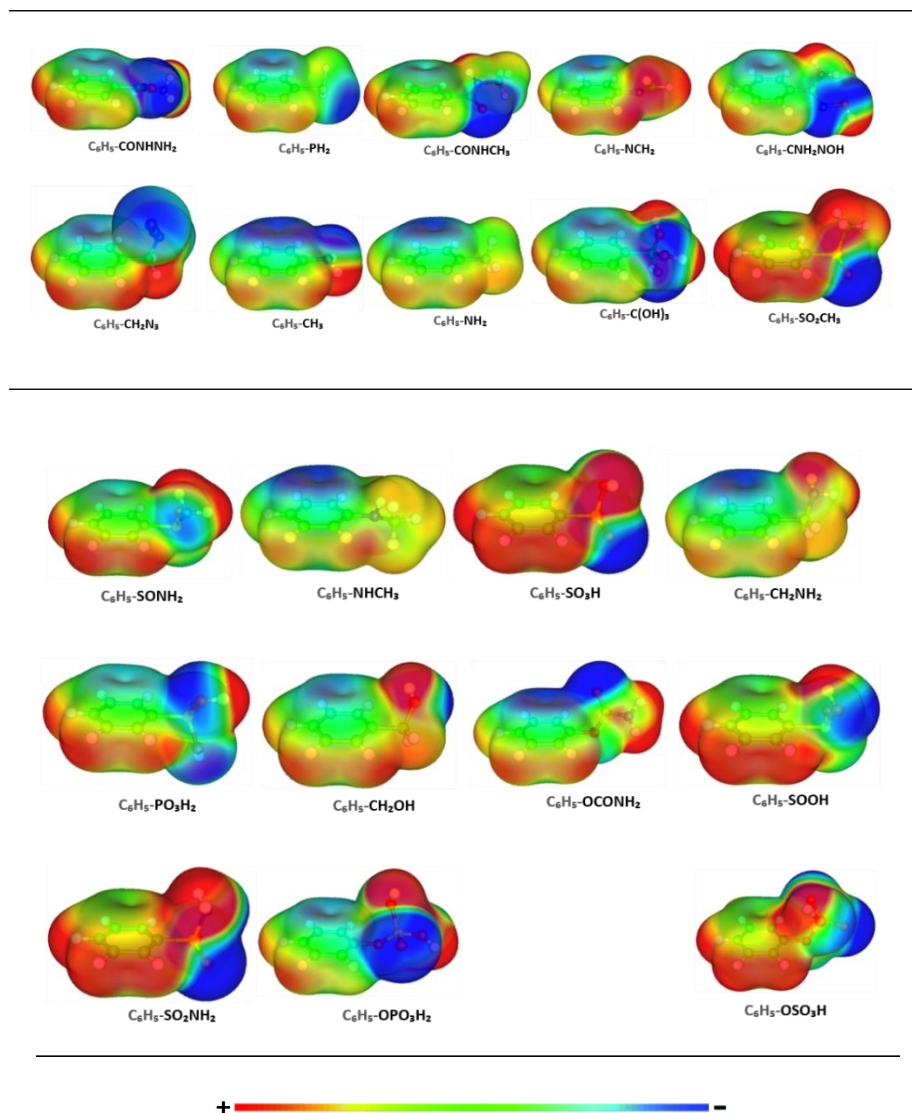 C₆H₅-CONHNH₂ C₆H₅-PH₂ C₆H₅-CONHCH₃ C₆H₅-NCH₂ C₆H₅-CNH₂NOH
C₆H₅-CH₂N₃ C₆H₅-CH₃ C₆H₅-NH₂ C₆H₅-C(OH)₃ C₆H₅-SO₂CH₃
C₆H₅-SONH₂ C₆H₅-NHCH₃ C₆H₅-SO₃H C₆H₅-CH₂NH₂
C₆H₅-PO₃H₂ C₆H₅-CH₂OH C₆H₅-OCONH₂ C₆H₅-SOOH
C₆H₅-SO₂NH₂ C₆H₅-OPO₃H₂ C₆H₅-OSO₃H
+ -